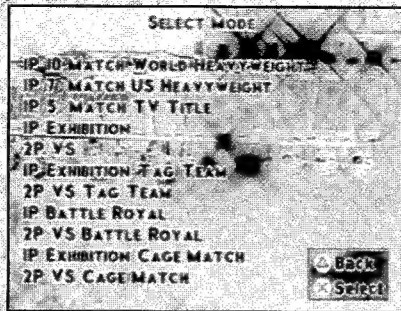 SELECT MODE
1P 10 MATCH WORLD HEAVYWEIGHT
1P 7 MATCH US HEAVYWEIGHT
1P 5 MATCH TV TITLE
1P EXHIBITION
2P VS
1P EXHIBITION TAG TEAM
2P VS TAG TEAM
1P BATTLE ROYAL
2P VS BATTLE ROYAL
1P EXHIBITION CAGE MATCH
2P VS CAGE MATCH
Back
Select